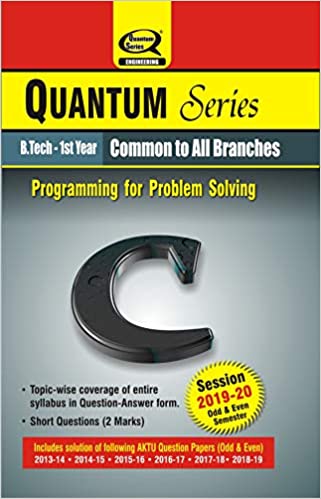 Quantum
Series
ENGINEERING
QUANTUM Series
B.Tech - 1st Year Common to All Branches
Programming for Problem Solving
C
• Topic-wise coverage of entire
syllabus in Question-Answer form.
• Short Questions (2 Marks)
Session
2019-20
Odd & Even
Semester
Includes solution of following AKTU Question Papers (Odd & Even)
2013-14 • 2014-15 • 2015-16 • 2016-17 • 2017-18 • 2018-19